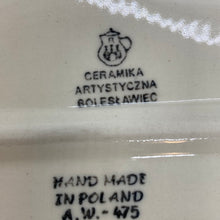 CERAMIKA
ARTYSTYCZNA
BOLESŁAWIEC
HAND MADE
IN POLAND
A.W.-475